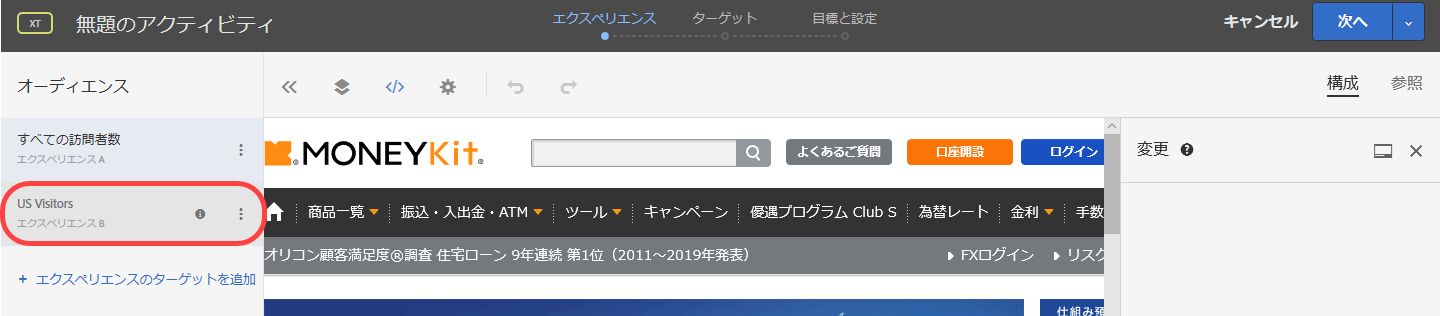 XT 無題のアクティビティ エクスペリエンス ターゲット 目標と設定 キャンセル 次へ
オーディエンス
構成 参照
すべての訪問者数
エクスペリエンス A
US Visitors
エクスペリエンス B
+ エクスペリエンスのターゲットを追加
MONEYKit よくあるご質問 口座開設 ログイン
商品一覧 振込・入出金・ATM ツール キャンペーン 優遇プログラム Club S 為替レート 金利 手数
オリコン顧客満足度®調査 住宅ローン 9年連続 第1位（2011～2019年発表） FXログイン リスク
仕組み預
変更